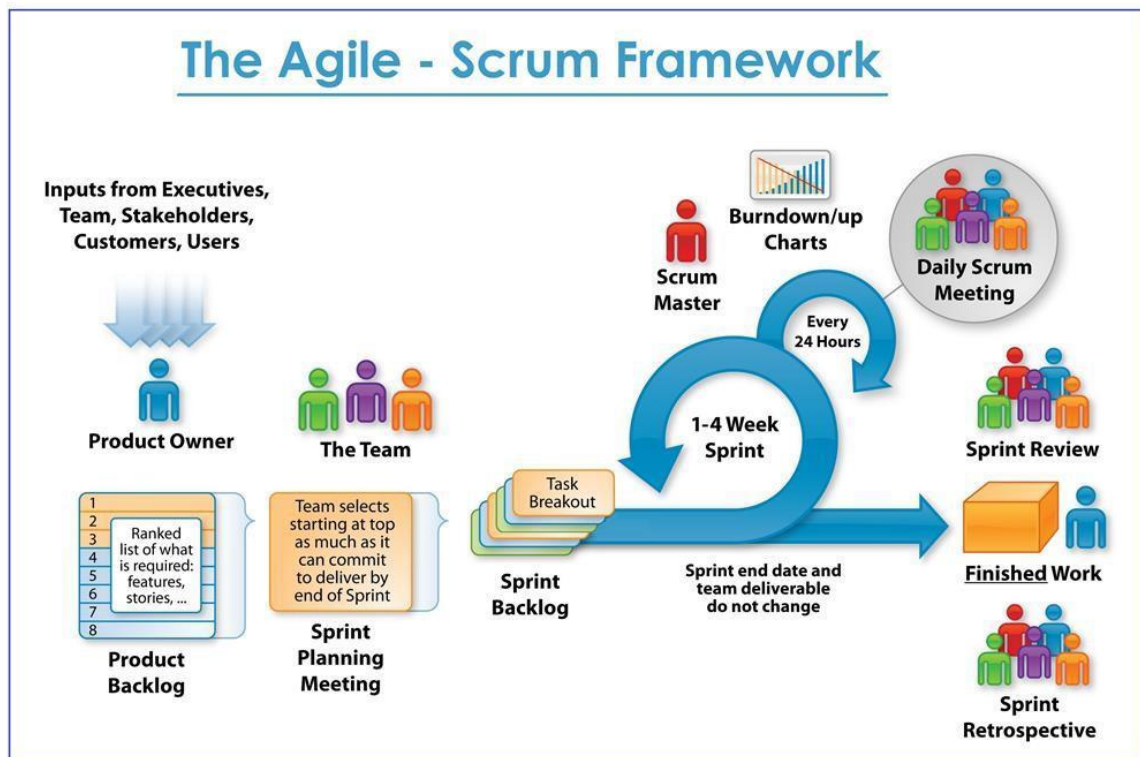 The Agile - Scrum Framework
Inputs from Executives,
Team, Stakeholders,
Customers, Users
Product Owner
The Team
1
2
3
4
5
6
7
8
Ranked
list of what
is required:
features,
stories, ...
Product
Backlog
Team selects
starting at top
as much as it
can commit
to deliver by
end of Sprint
Sprint
Planning
Meeting
Task
Breakout
Sprint
Backlog
Scrum
Master
Burndown/up
Charts
Every
24 Hours
Daily Scrum
Meeting
1-4 Week
Sprint
Sprint end date and
team deliverable
do not change
Sprint Review
Finished Work
Sprint
Retrospective